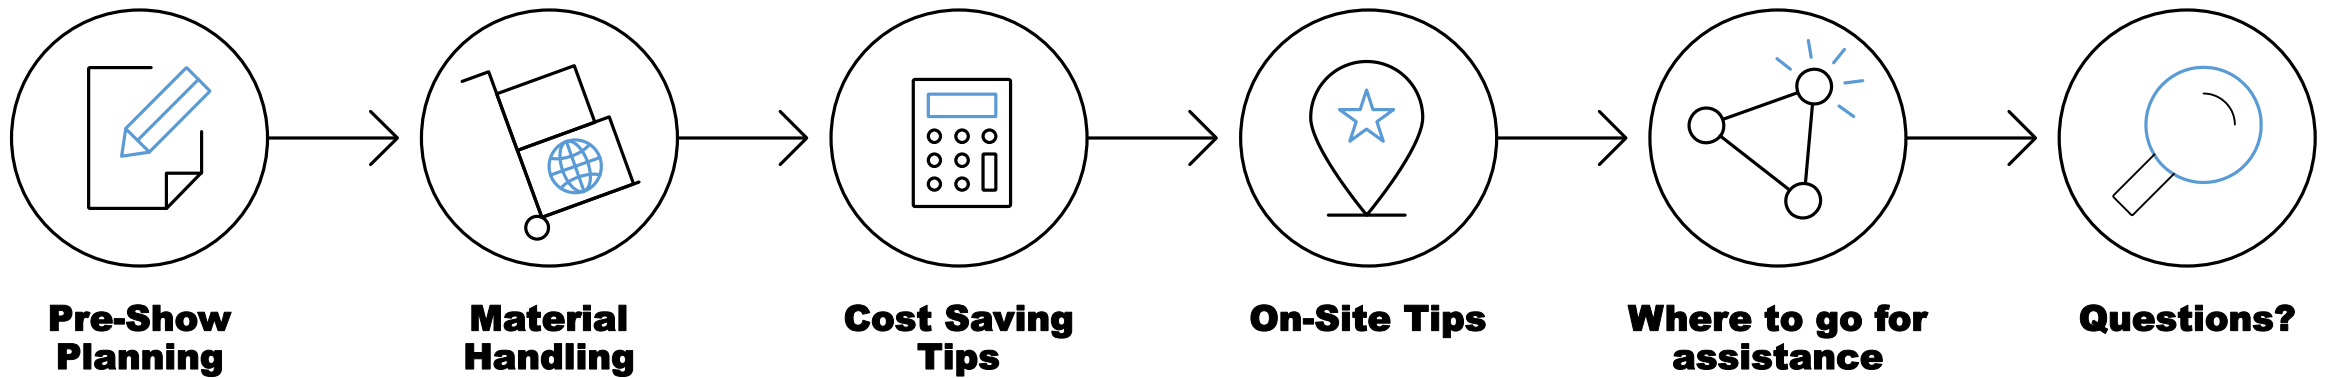 Pre-Show
Planning
Material
Handling
Cost Saving
Tips
On-Site Tips
Where to go for
assistance
Questions?